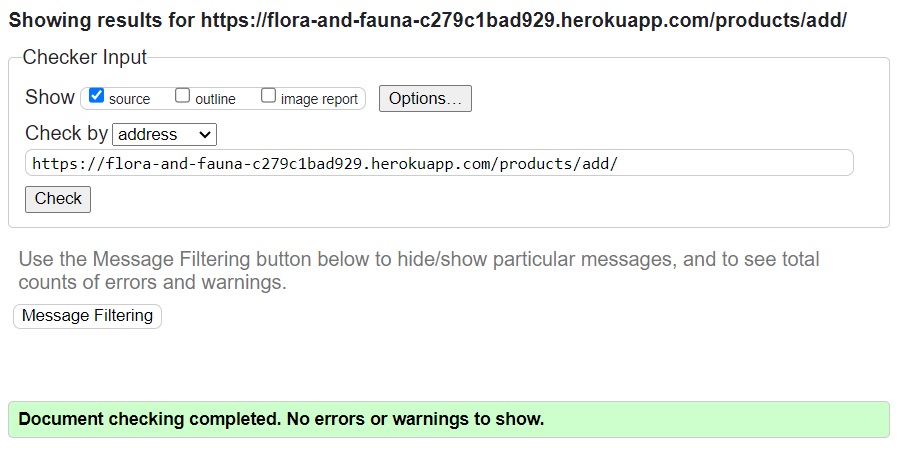 Showing results for https://flora-and-fauna-c279c1bad929.herokuapp.com/products/add/
Checker Input
Show source outline image report Options...
Check by address
https://flora-and-fauna-c279c1bad929.herokuapp.com/products/add/
Check
Use the Message Filtering button below to hide/show particular messages, and to see total
counts of errors and warnings.
Message Filtering
Document checking completed. No errors or warnings to show.